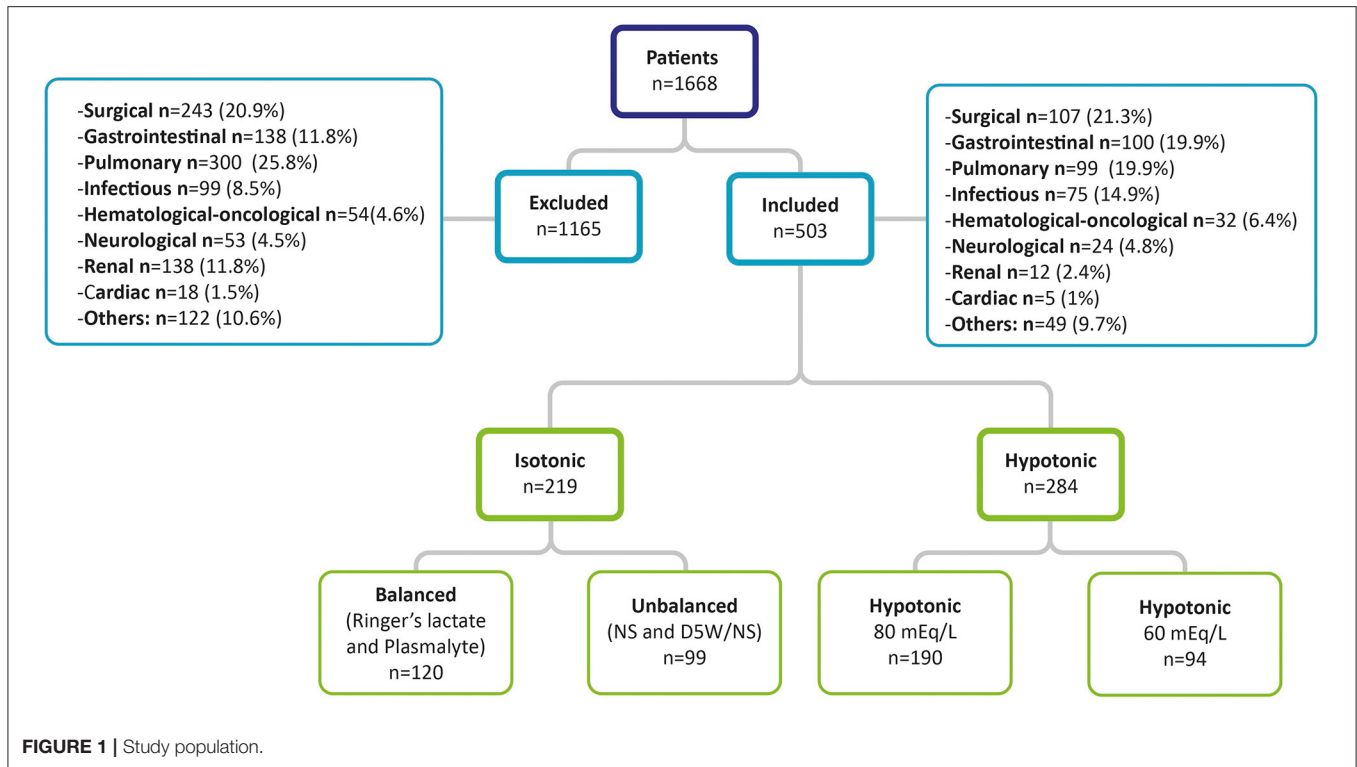 Patients
n=1668
-Surgical n=243 (20.9%)
-Gastrointestinal n=138 (11.8%)
-Pulmonary n=300 (25.8%)
-Infectious n=99 (8.5%)
-Hematological-oncological n=54(4.6%)
-Neurological n=53 (4.5%)
-Renal n=138 (11.8%)
-Cardiac n=18 (1.5%)
-Others: n=122 (10.6%)
Excluded
n=1165
Included
n=503
-Surgical n=107 (21.3%)
-Gastrointestinal n=100 (19.9%)
-Pulmonary n=99 (19.9%)
-Infectious n=75 (14.9%)
-Hematological-oncological n=32 (6.4%)
-Neurological n=24 (4.8%)
-Renal n=12 (2.4%)
-Cardiac n=5 (1%)
-Others: n=49 (9.7%)
Isotonic
n=219
Hypotonic
n=284
Balanced
(Ringer's lactate
and Plasmalyte)
n=120
Unbalanced
(NS and D5W/NS)
n=99
Hypotonic
80 mEq/L
n=190
Hypotonic
60 mEq/L
n=94
FIGURE 1 | Study population.